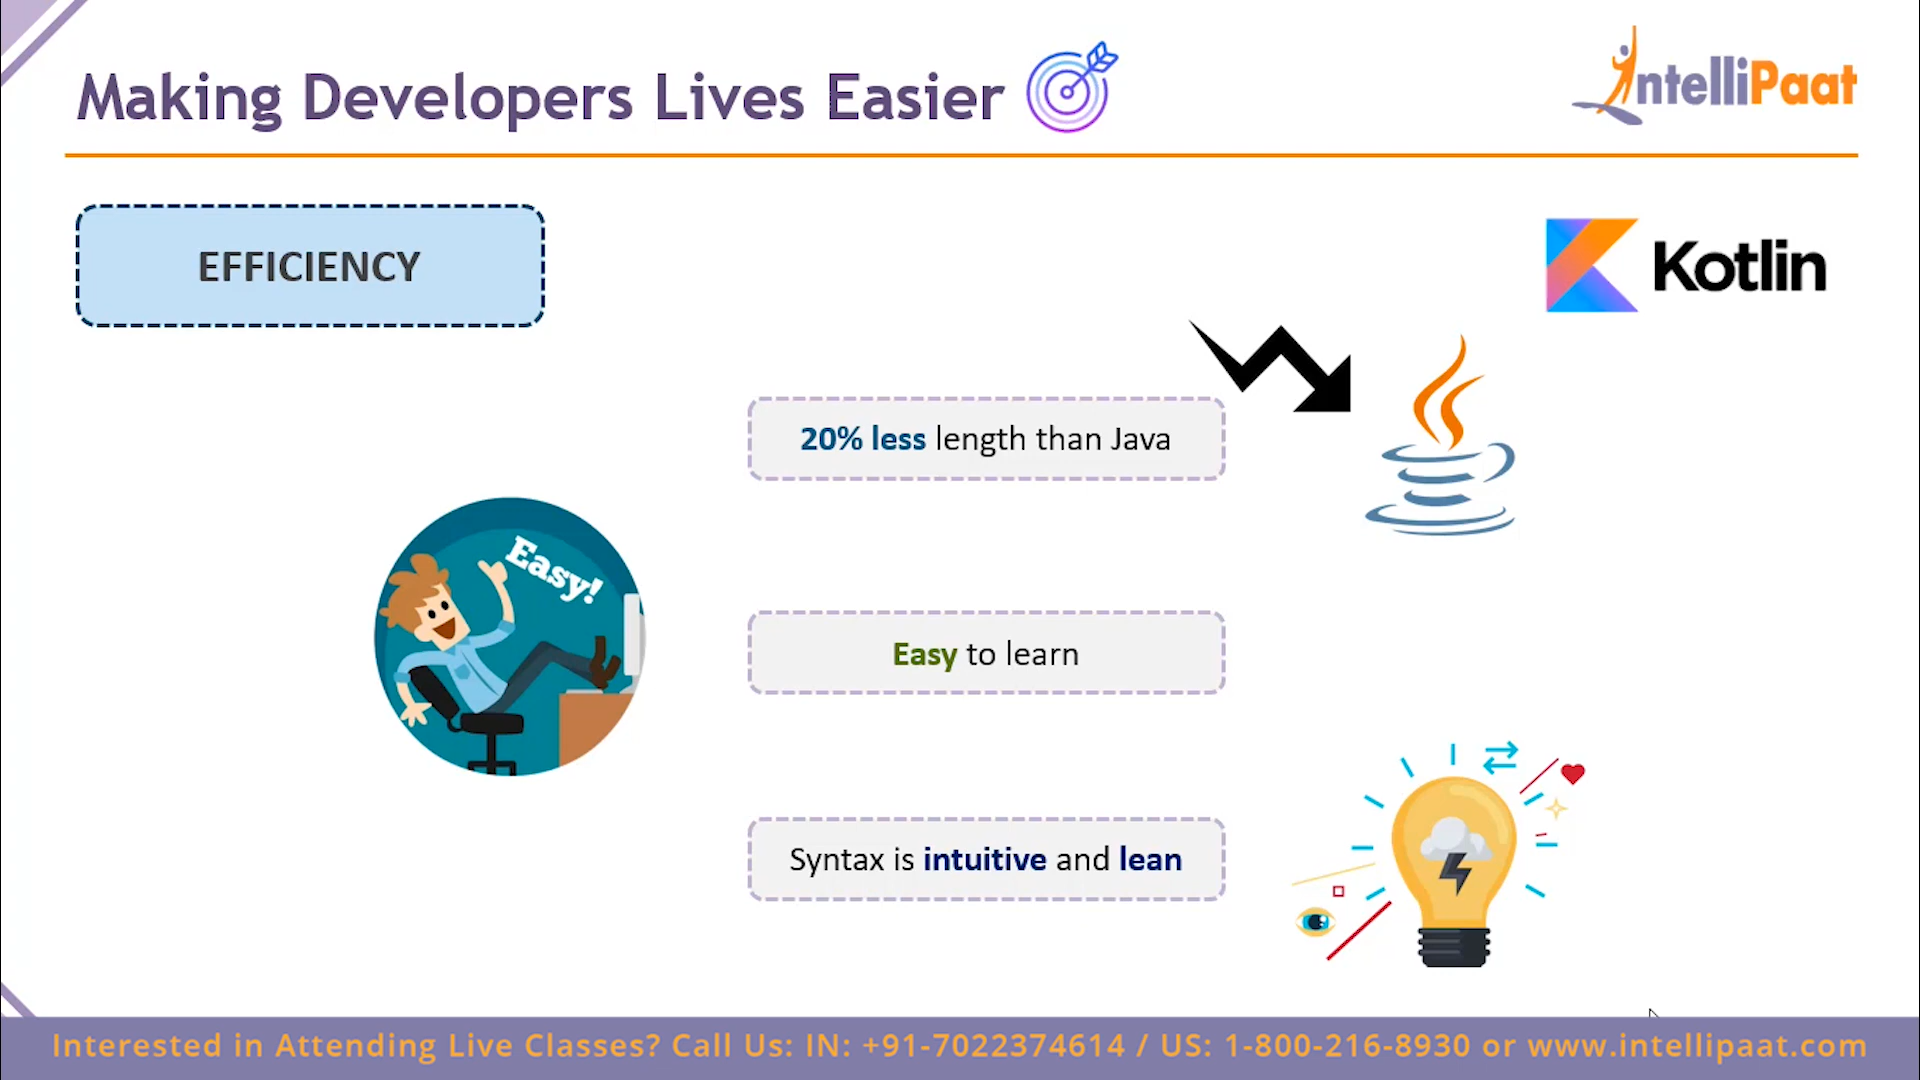 Making Developers Lives Easier
IntelliPaat
EFFICIENCY
Kotlin
20% less length than Java
Easy!
Easy to learn
Syntax is intuitive and lean
Interested in Attending Live Classes? Call Us: IN: +91-7022374614 / US: 1-800-216-8930 or www.intellipaat.com